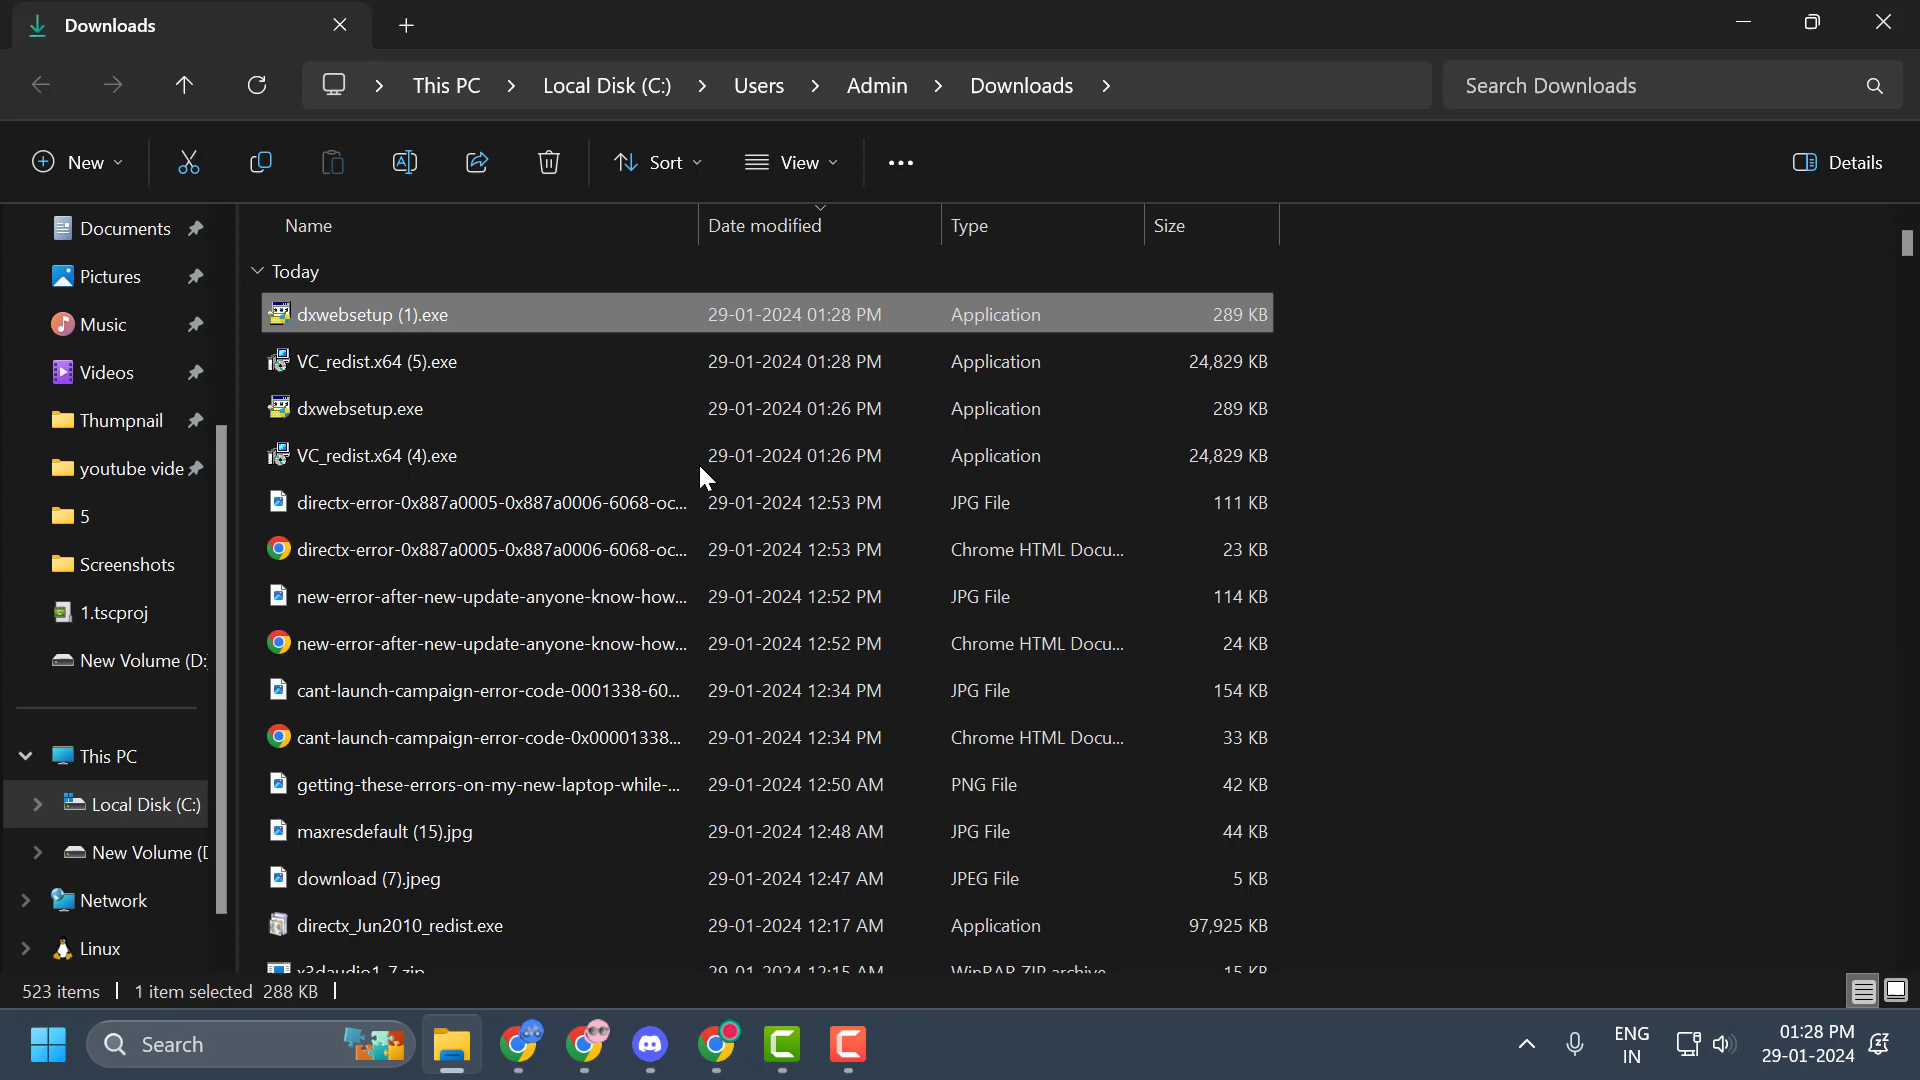 Downloads
This PC > Local Disk (C:) > Users > Admin > Downloads >
Search Downloads
New
Sort
View
Details
Documents
Pictures
Music
Videos
Thumpnail
youtube vide
5
Screenshots
1.tscproj
New Volume (D:
This PC
Local Disk (C:)
New Volume (
Network
Linux
Name Date modified Type Size
Today
dxwebsetup (1).exe 29-01-2024 01:28 PM Application 289 KB
VC_redist.x64 (5).exe 29-01-2024 01:28 PM Application 24,829 KB
dxwebsetup.exe 29-01-2024 01:26 PM Application 289 KB
VC_redist.x64 (4).exe 29-01-2024 01:26 PM Application 24,829 KB
directx-error-0x887a0005-0x887a0006-6068-oc... 29-01-2024 12:53 PM JPG File 111 KB
directx-error-0x887a0005-0x887a0006-6068-oc... 29-01-2024 12:53 PM Chrome HTML Docu... 23 KB
new-error-after-new-update-anyone-know-how... 29-01-2024 12:52 PM JPG File 114 KB
new-error-after-new-update-anyone-know-how... 29-01-2024 12:52 PM Chrome HTML Docu... 24 KB
cant-launch-campaign-error-code-0001338-60... 29-01-2024 12:34 PM JPG File 154 KB
cant-launch-campaign-error-code-0x00001338... 29-01-2024 12:34 PM Chrome HTML Docu... 33 KB
getting-these-errors-on-my-new-laptop-while-... 29-01-2024 12:50 AM PNG File 42 KB
maxresdefault (15).jpg 29-01-2024 12:48 AM JPG File 44 KB
download (7).jpeg 29-01-2024 12:47 AM JPEG File 5 KB
directx_Jun2010_redist.exe 29-01-2024 12:17 AM Application 97,925 KB
x3daudio1_7.zip 29-01-2024 12:15 AM WinRAR ZIP archive 15 KB
523 items 1 item selected 288 KB
Search
ENG
IN
01:28 PM
29-01-2024